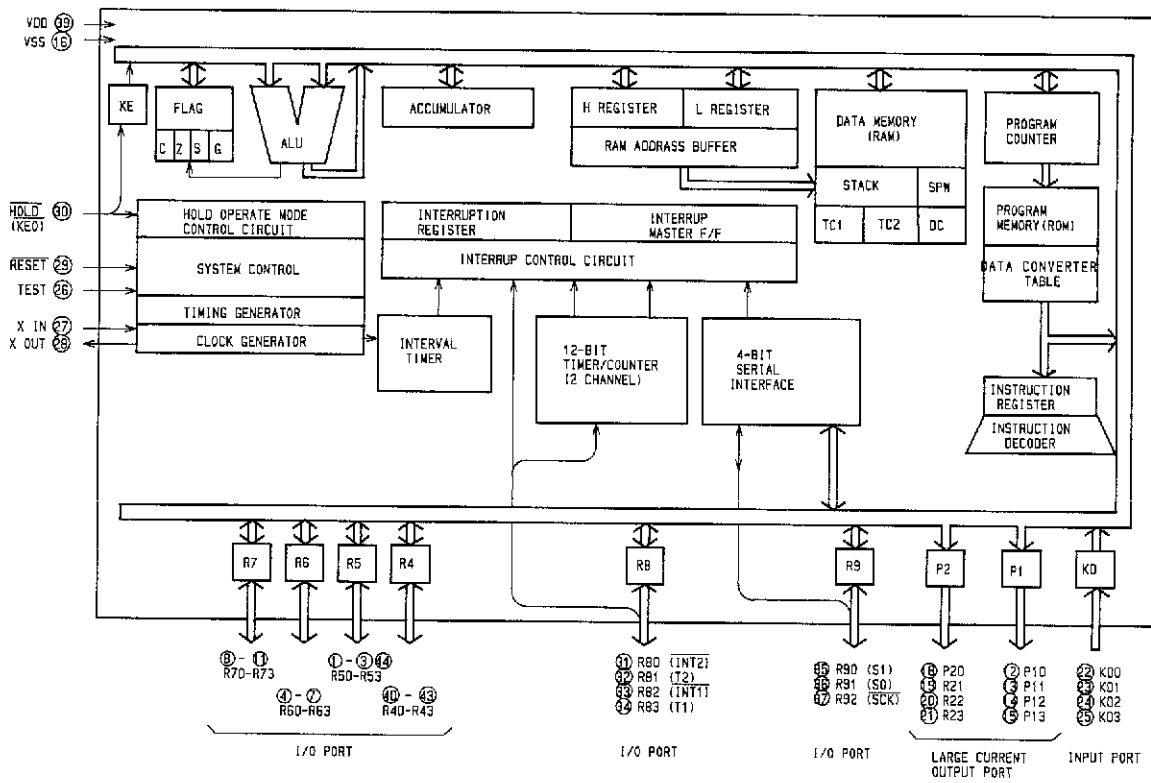 VDD 39
VSS 16
KE
FLAG
C Z S G
ALU
ACCUMULATOR
H REGISTER
L REGISTER
RAM ADDRASS BUFFER
DATA MEMORY
(RAM)
STACK
SPW
TC1
TC2
DC
PROGRAM
COUNTER
PROGRAM
MEMORY(ROM)
DATA CONVERTER
TABLE
INSTRUCTION
REGISTER
INSTRUCTION
DECODER
HOLD 30
(KE0)
RESET 29
TEST 26
X IN 27
X OUT 28
HOLD OPERATE MODE
CONTROL CIRCUIT
SYSTEM CONTROL
TIMING GENERATOR
CLOCK GENERATOR
INTERRUPTION
REGISTER
INTERRUP
MASTER F/F
INTERRUP CONTROL CIRCUIT
INTERVAL
TIMER
12-BIT
TIMER/COUNTER
(2 CHANNEL)
4-BIT
SERIAL
INTERFACE
R7
R6
R5
R4
R8
R9
P2
P1
K0
8 - 11
R70-R73
1 - 3 44
R50-R53
4 - 7
R60-R63
40 - 43
R40-R43
I/O PORT
31 R80 (INT2)
32 R81 (T2)
33 R82 (INT1)
34 R83 (T1)
I/O PORT
35 R90 (S1)
36 R91 (S0)
37 R92 (SCK)
I/O PORT
18 P20
19 R21
20 R22
21 R23
12 P10
13 P11
14 P12
15 P13
LARGE CURRENT
OUTPUT PORT
22 K00
23 K01
24 K02
25 K03
INPUT PORT